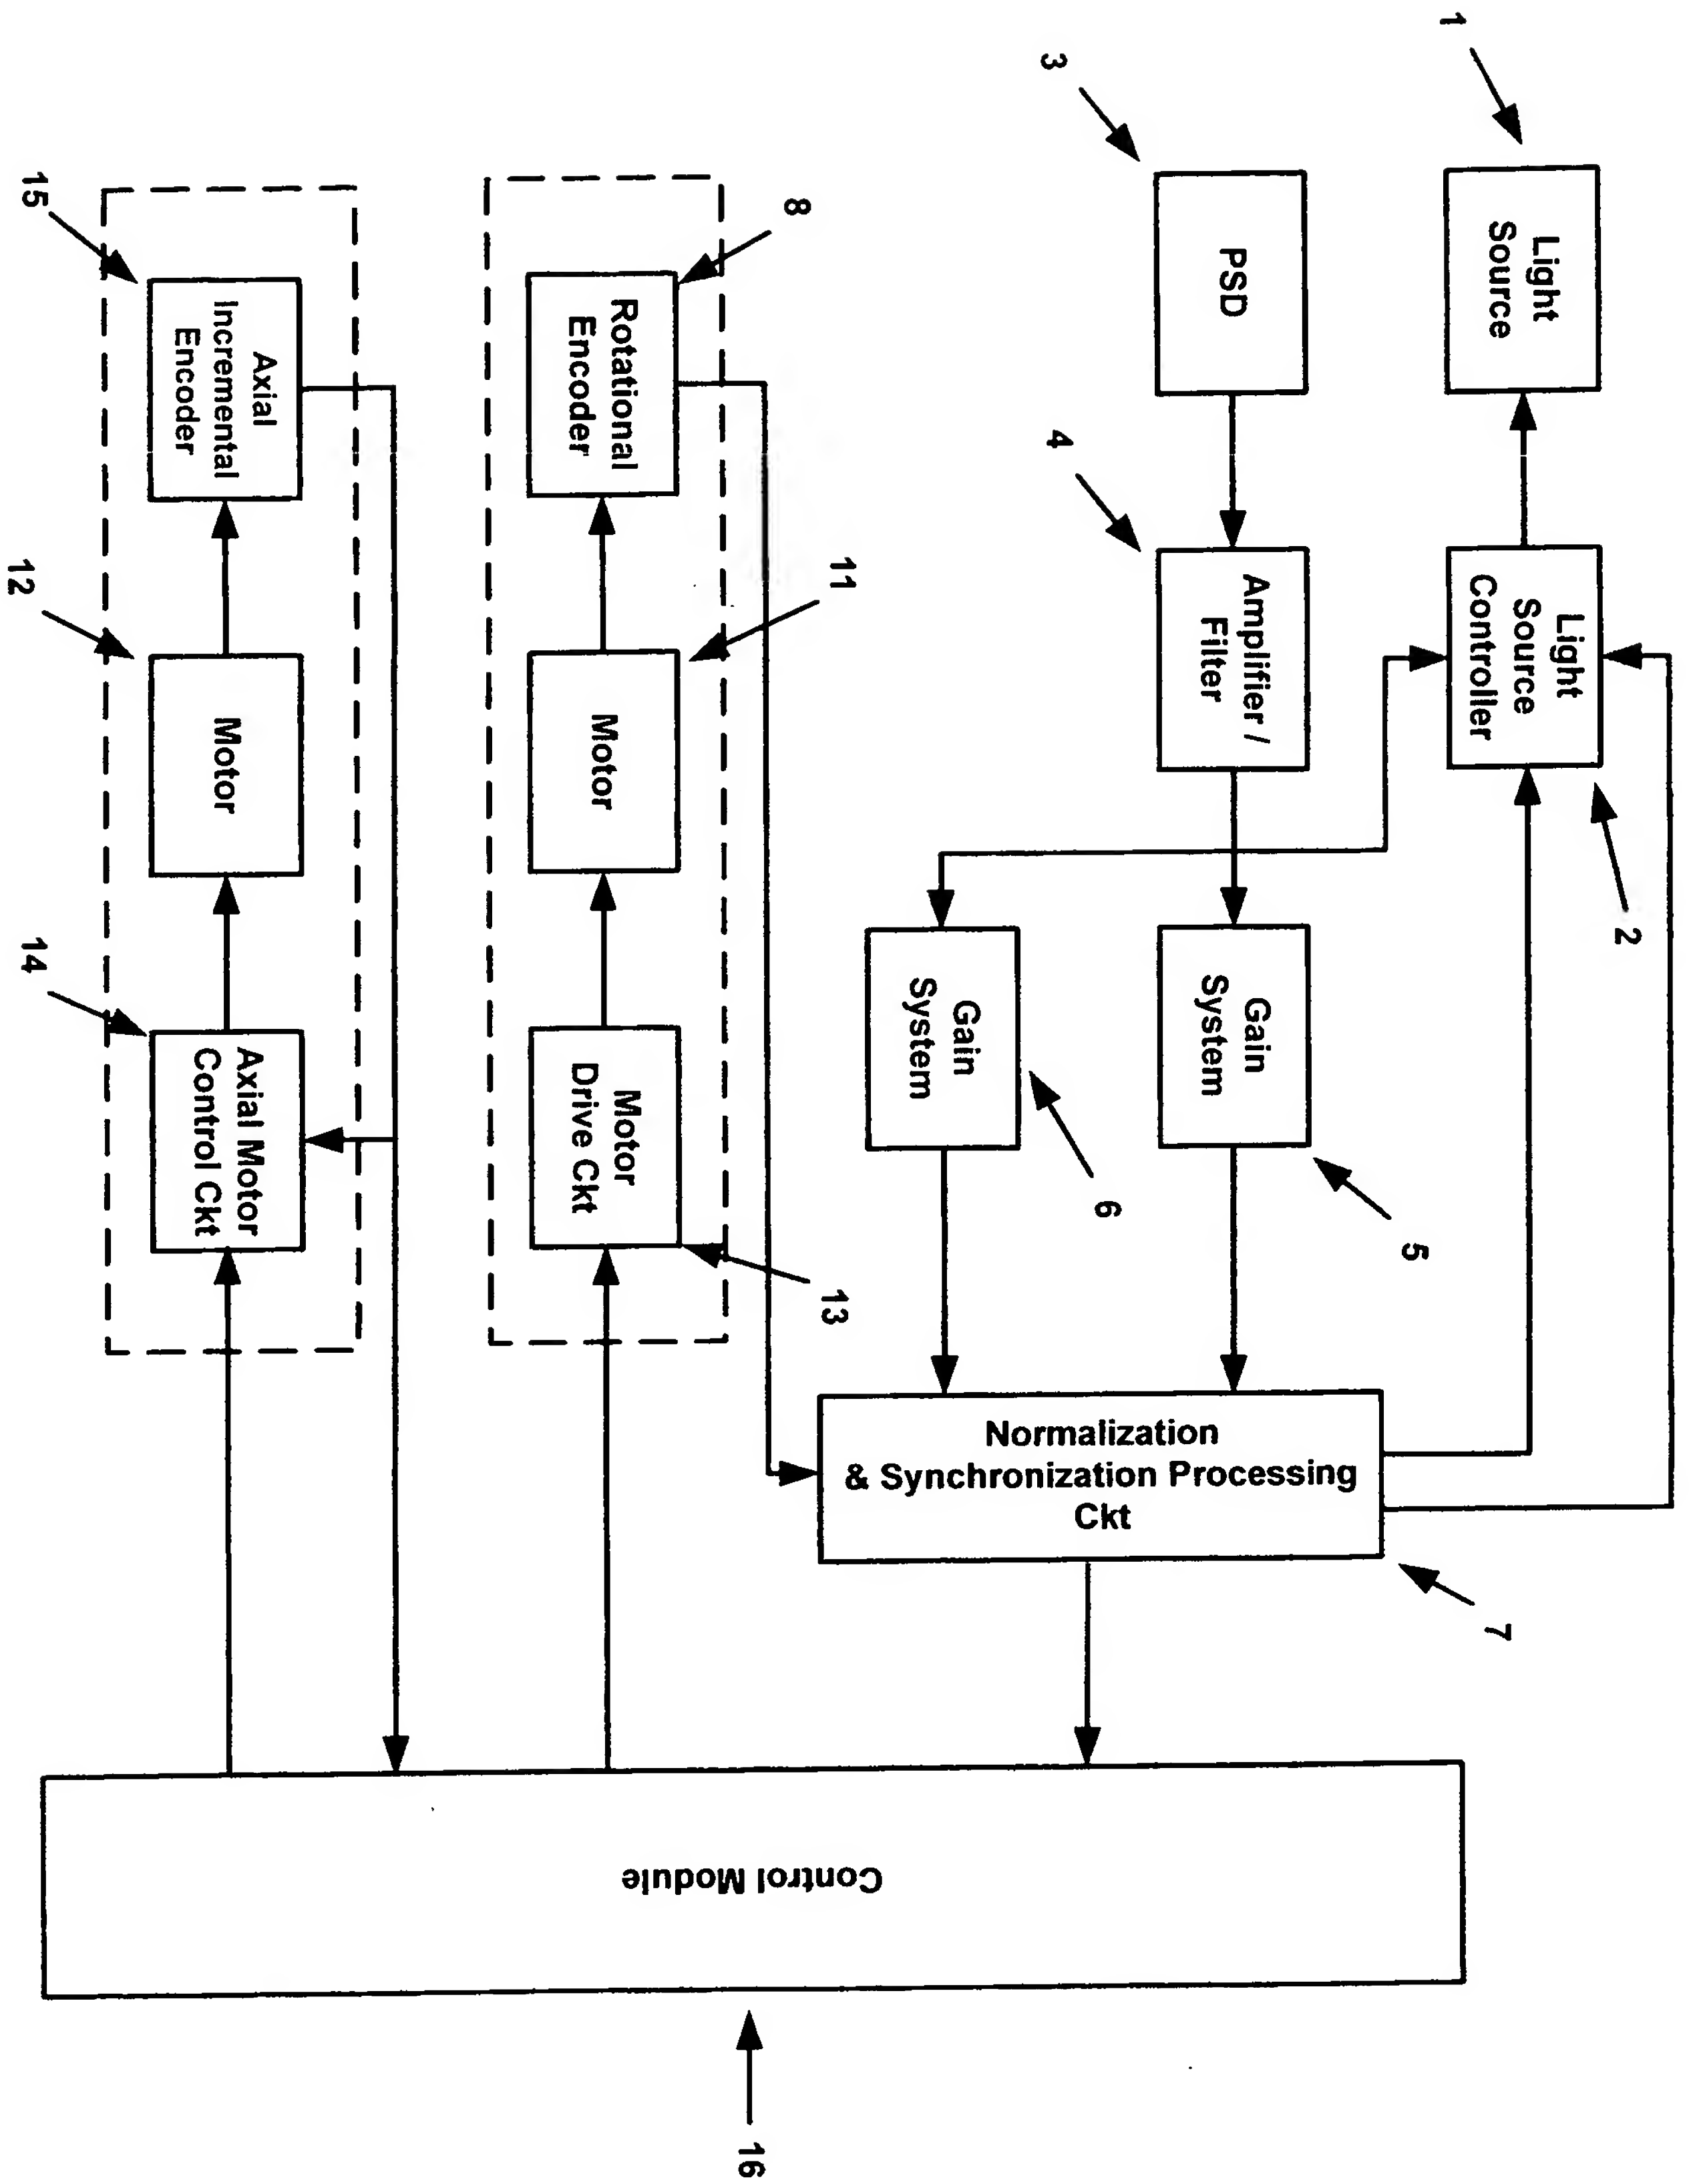 1
Light
Source
Light
Source
Controller
2
3
PSD
4
Amplifier /
Filter
Gain
System
5
Gain
System
6
Normalization
& Synchronization Processing
Ckt
7
8
Rotational
Encoder
11
Motor
Motor
Drive Ckt
13
15
Axial
Incremental
Encoder
12
Motor
14
Axial Motor
Control Ckt
Control Module
16